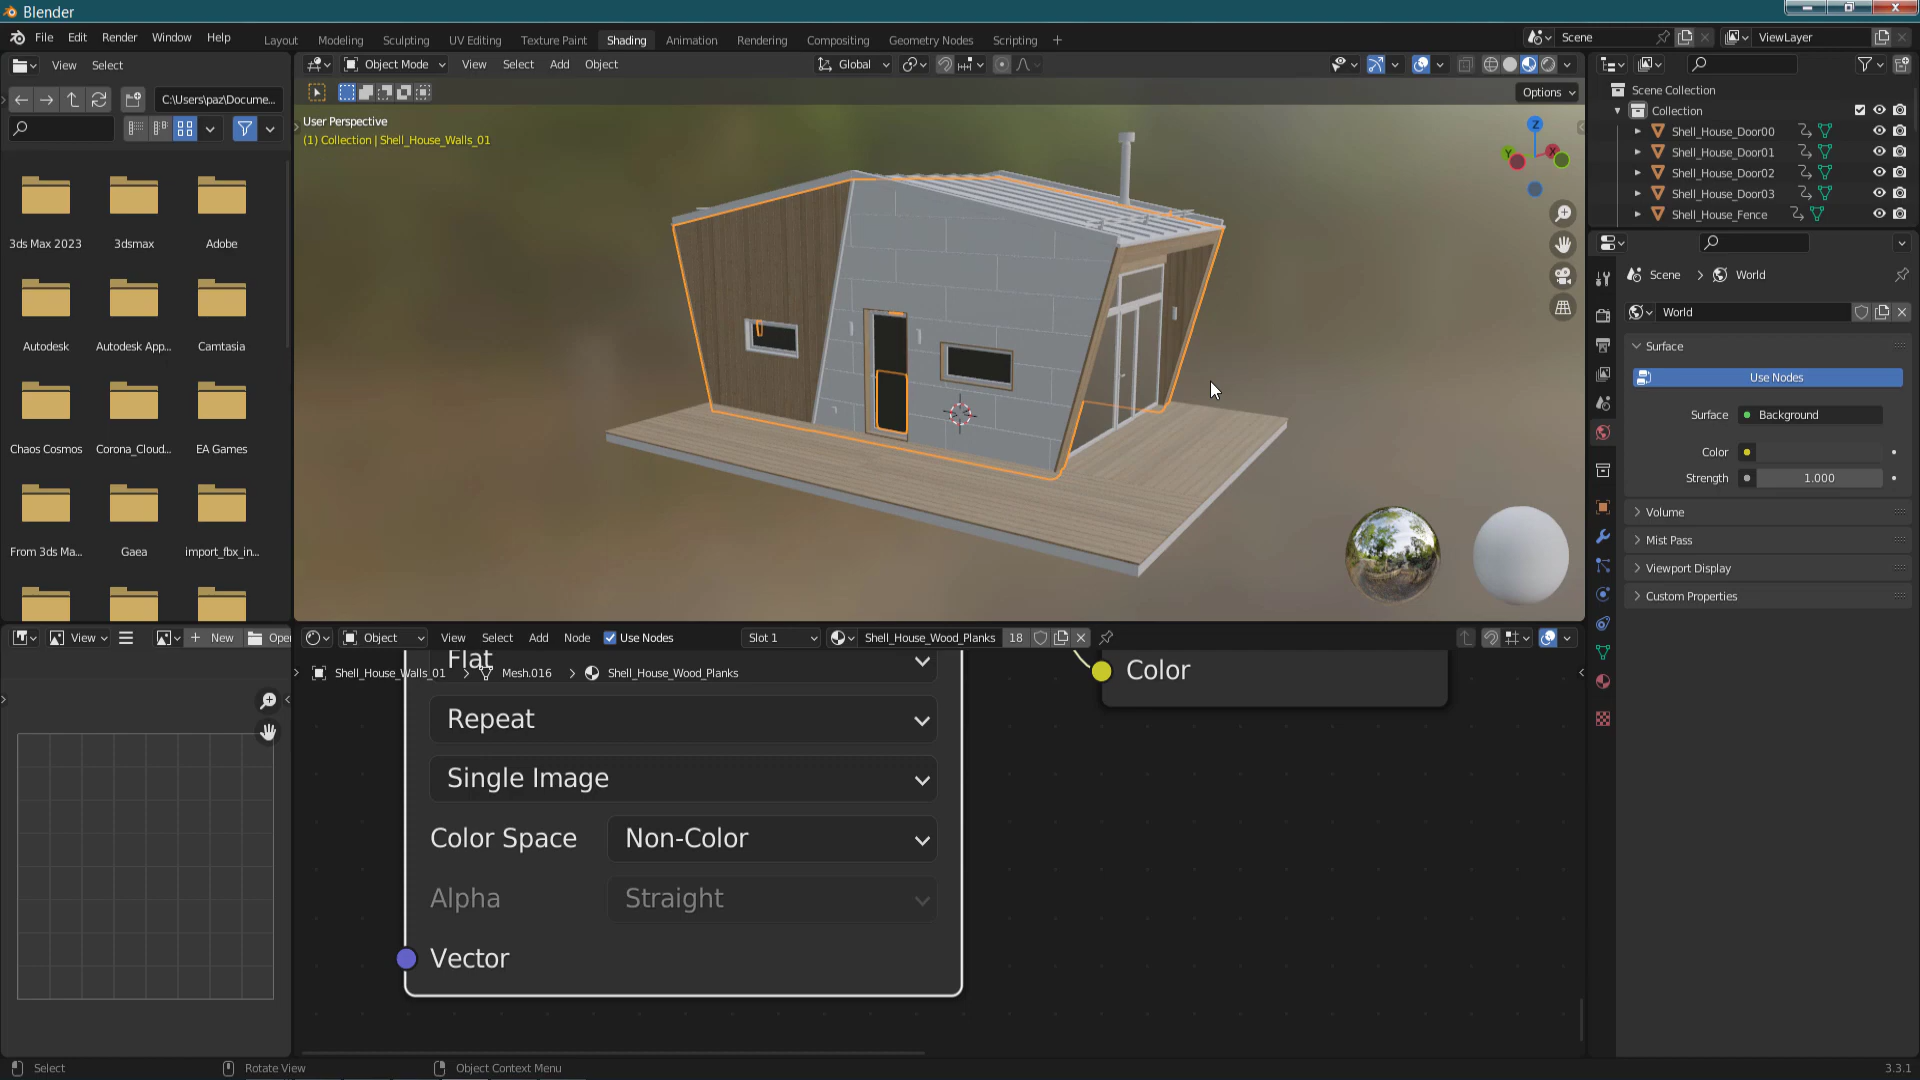 Blender
File Edit Render Window Help
Layout Modeling Sculpting UV Editing Texture Paint Shading Animation Rendering Compositing Geometry Nodes Scripting +
Scene
ViewLayer
View Select
Object Mode View Select Add Object
Global
C:\Users\paz\Docume...
Options
User Perspective
(1) Collection | Shell_House_Walls_01
Z
Y
X
3ds Max 2023 3dsmax Adobe
Autodesk Autodesk App... Camtasia
Chaos Cosmos Corona_Cloud... EA Games
From 3ds Ma... Gaea import_fbx_in...
Scene Collection
Collection
Shell_House_Door00
Shell_House_Door01
Shell_House_Door02
Shell_House_Door03
Shell_House_Fence
Scene > World
World
Surface
Use Nodes
Surface Background
Color
Strength 1.000
Volume
Mist Pass
Viewport Display
Custom Properties
View New Open
Object View Select Add Node Use Nodes Slot 1 Shell_House_Wood_Planks 18
Flat
Shell_House_Walls_01 > Mesh.016 > Shell_House_Wood_Planks
Color
Repeat
Single Image
Color Space Non-Color
Alpha Straight
Vector
Select Rotate View Object Context Menu 3.3.1